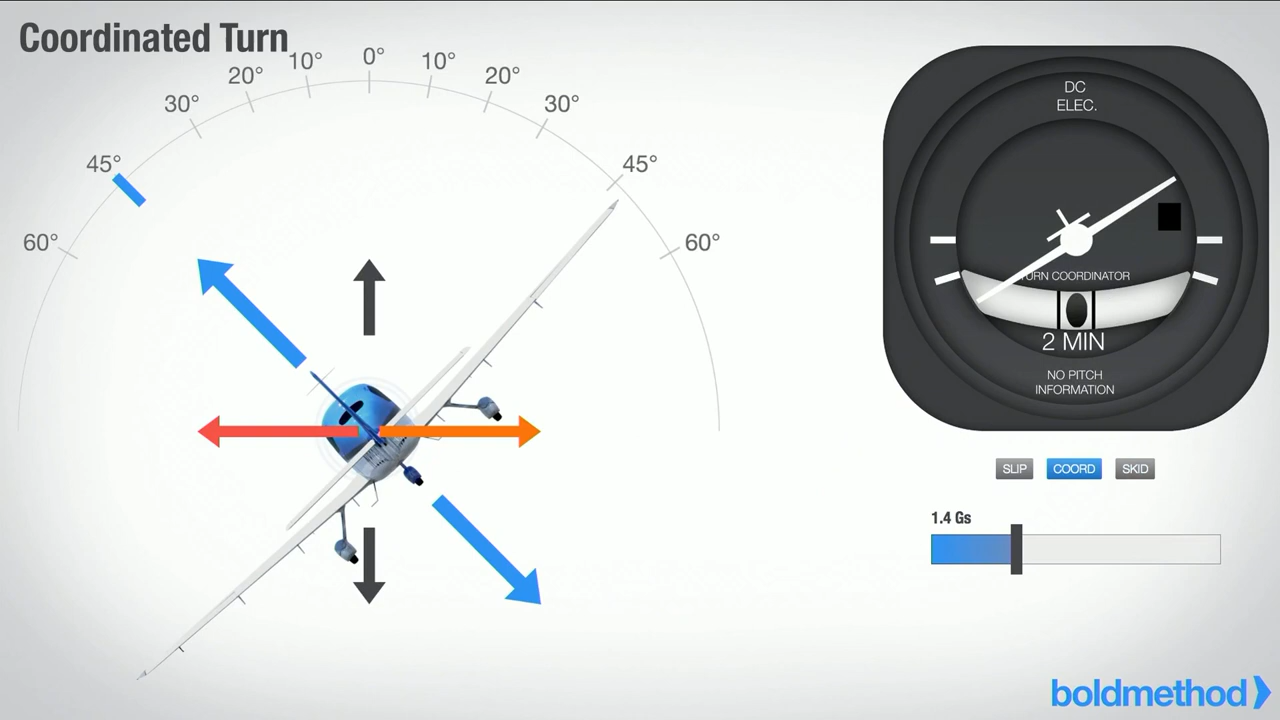 Coordinated Turn
0°
10°
10°
20°
20°
30°
30°
45°
45°
60°
60°
DC
ELEC.
TURN COORDINATOR
2 MIN
NO PITCH
INFORMATION
SLIP
COORD
SKID
1.4 Gs
boldmethod